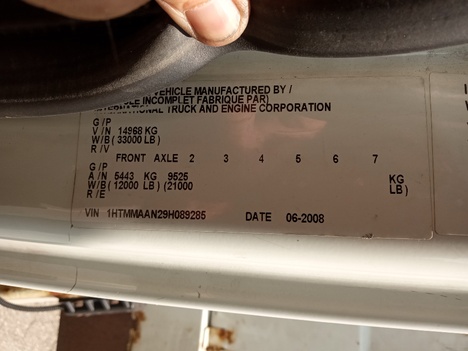 VEHICLE MANUFACTURED BY /
INCOMPLET FABRIQUE PAR)
TRUCK AND ENGINE CORPORATION
G/P
V/N 14968 KG
W/B ( 33000 LB )
R/V
FRONT AXLE 2 3 4 5 6 7
G/P
A/N 5443 KG 9525 KG
W/B ( 12000 LB) (21000 LB)
R/E
VIN 1HTMMAAN29H089285 DATE 06-2008